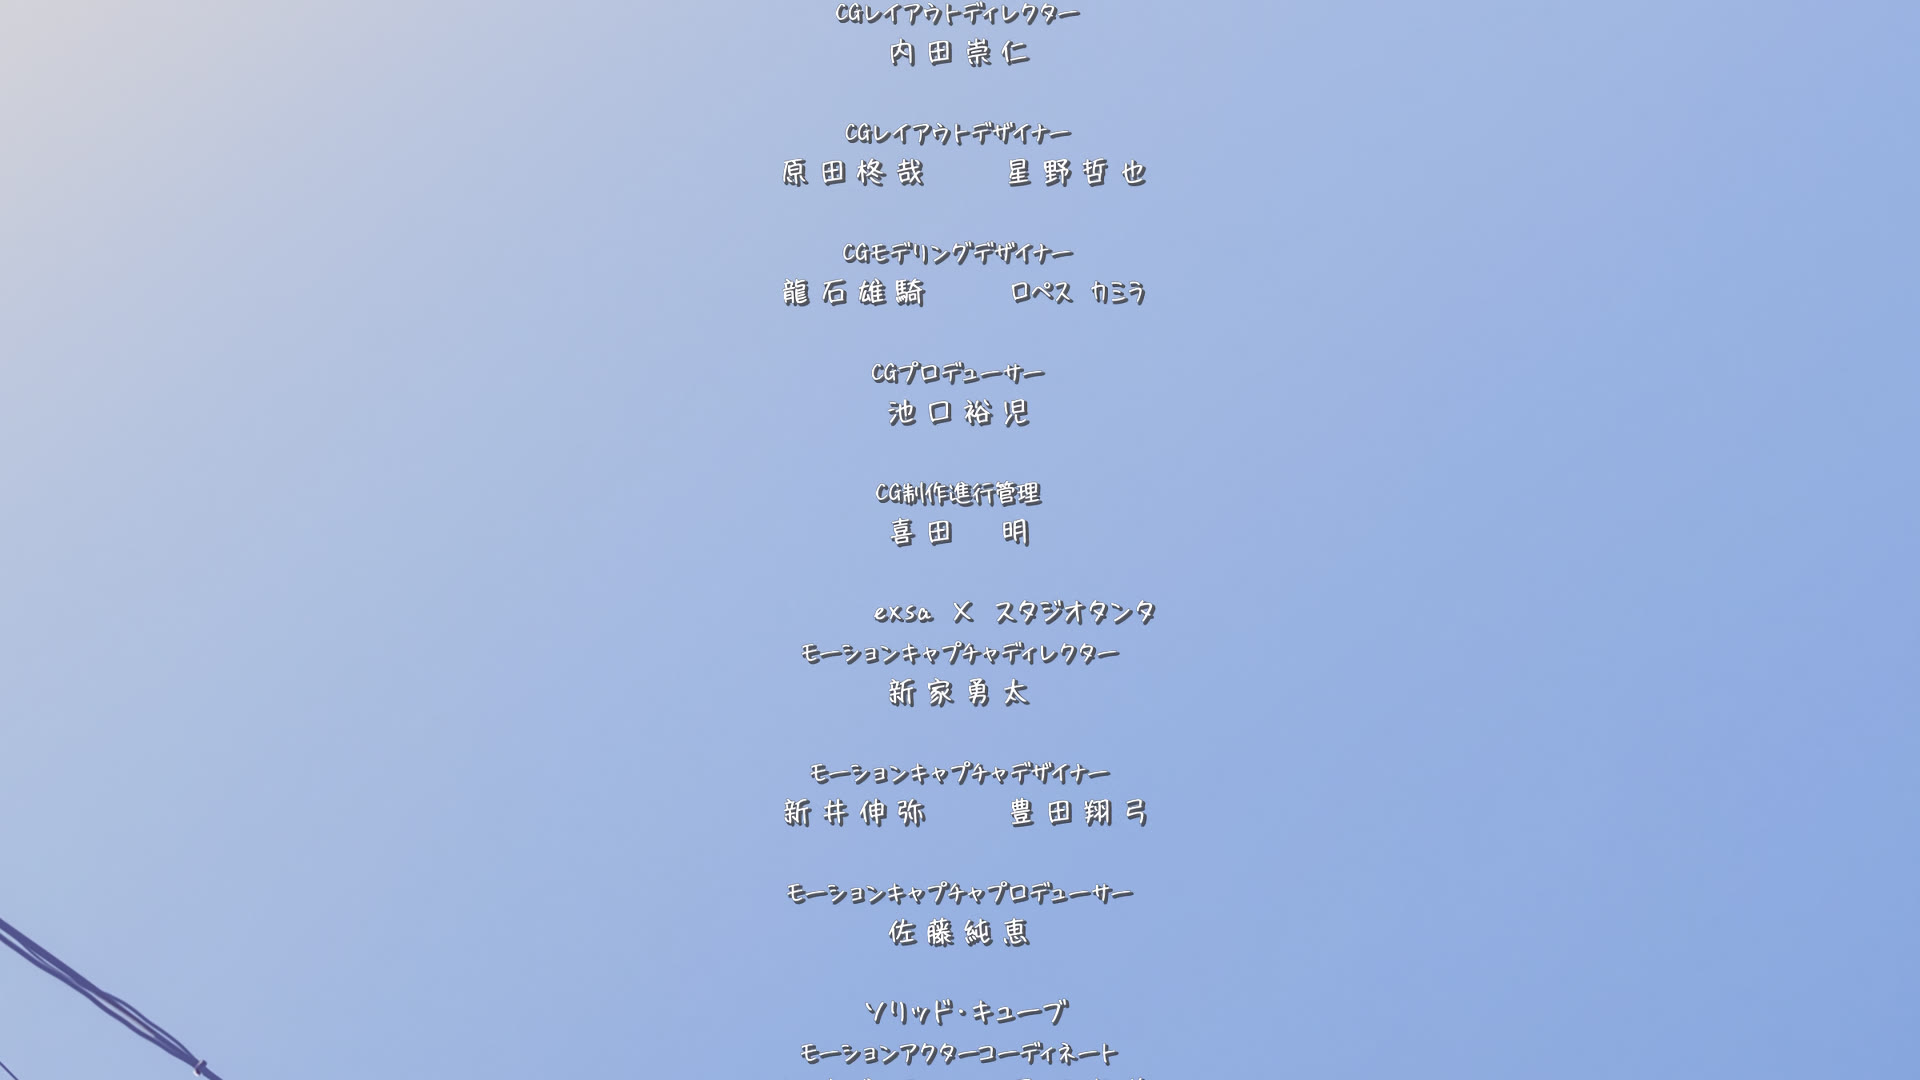 CGレイアウトディレクター
内田崇仁
CGレイアウトデザイナー
原田柊哉 星野哲也
CGモデリングデザイナー
龍石雄騎 ロペス カミラ
CGプロデューサー
池口裕児
CG制作進行管理
喜田 明
exsa X スタジオタンタ
モーションキャプチャディレクター
新家勇太
モーションキャプチャデザイナー
新井伸弥 豊田翔弓
モーションキャプチャプロデューサー
佐藤純恵
ソリッド・キューブ
モーションアクターコーディネート